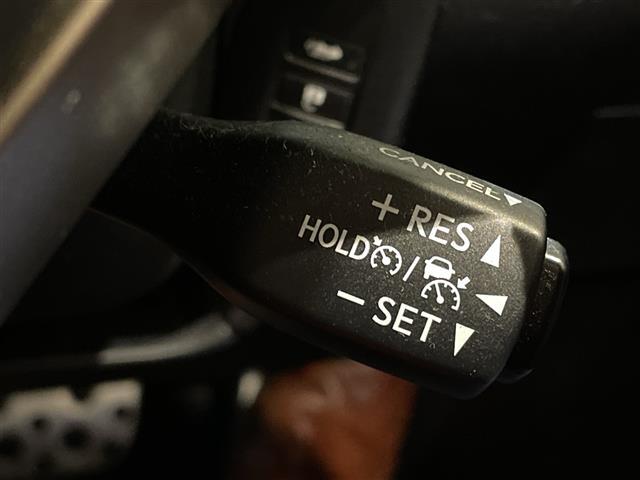 CANCEL▼
+ RES ▲
HOLD /
− SET ▼